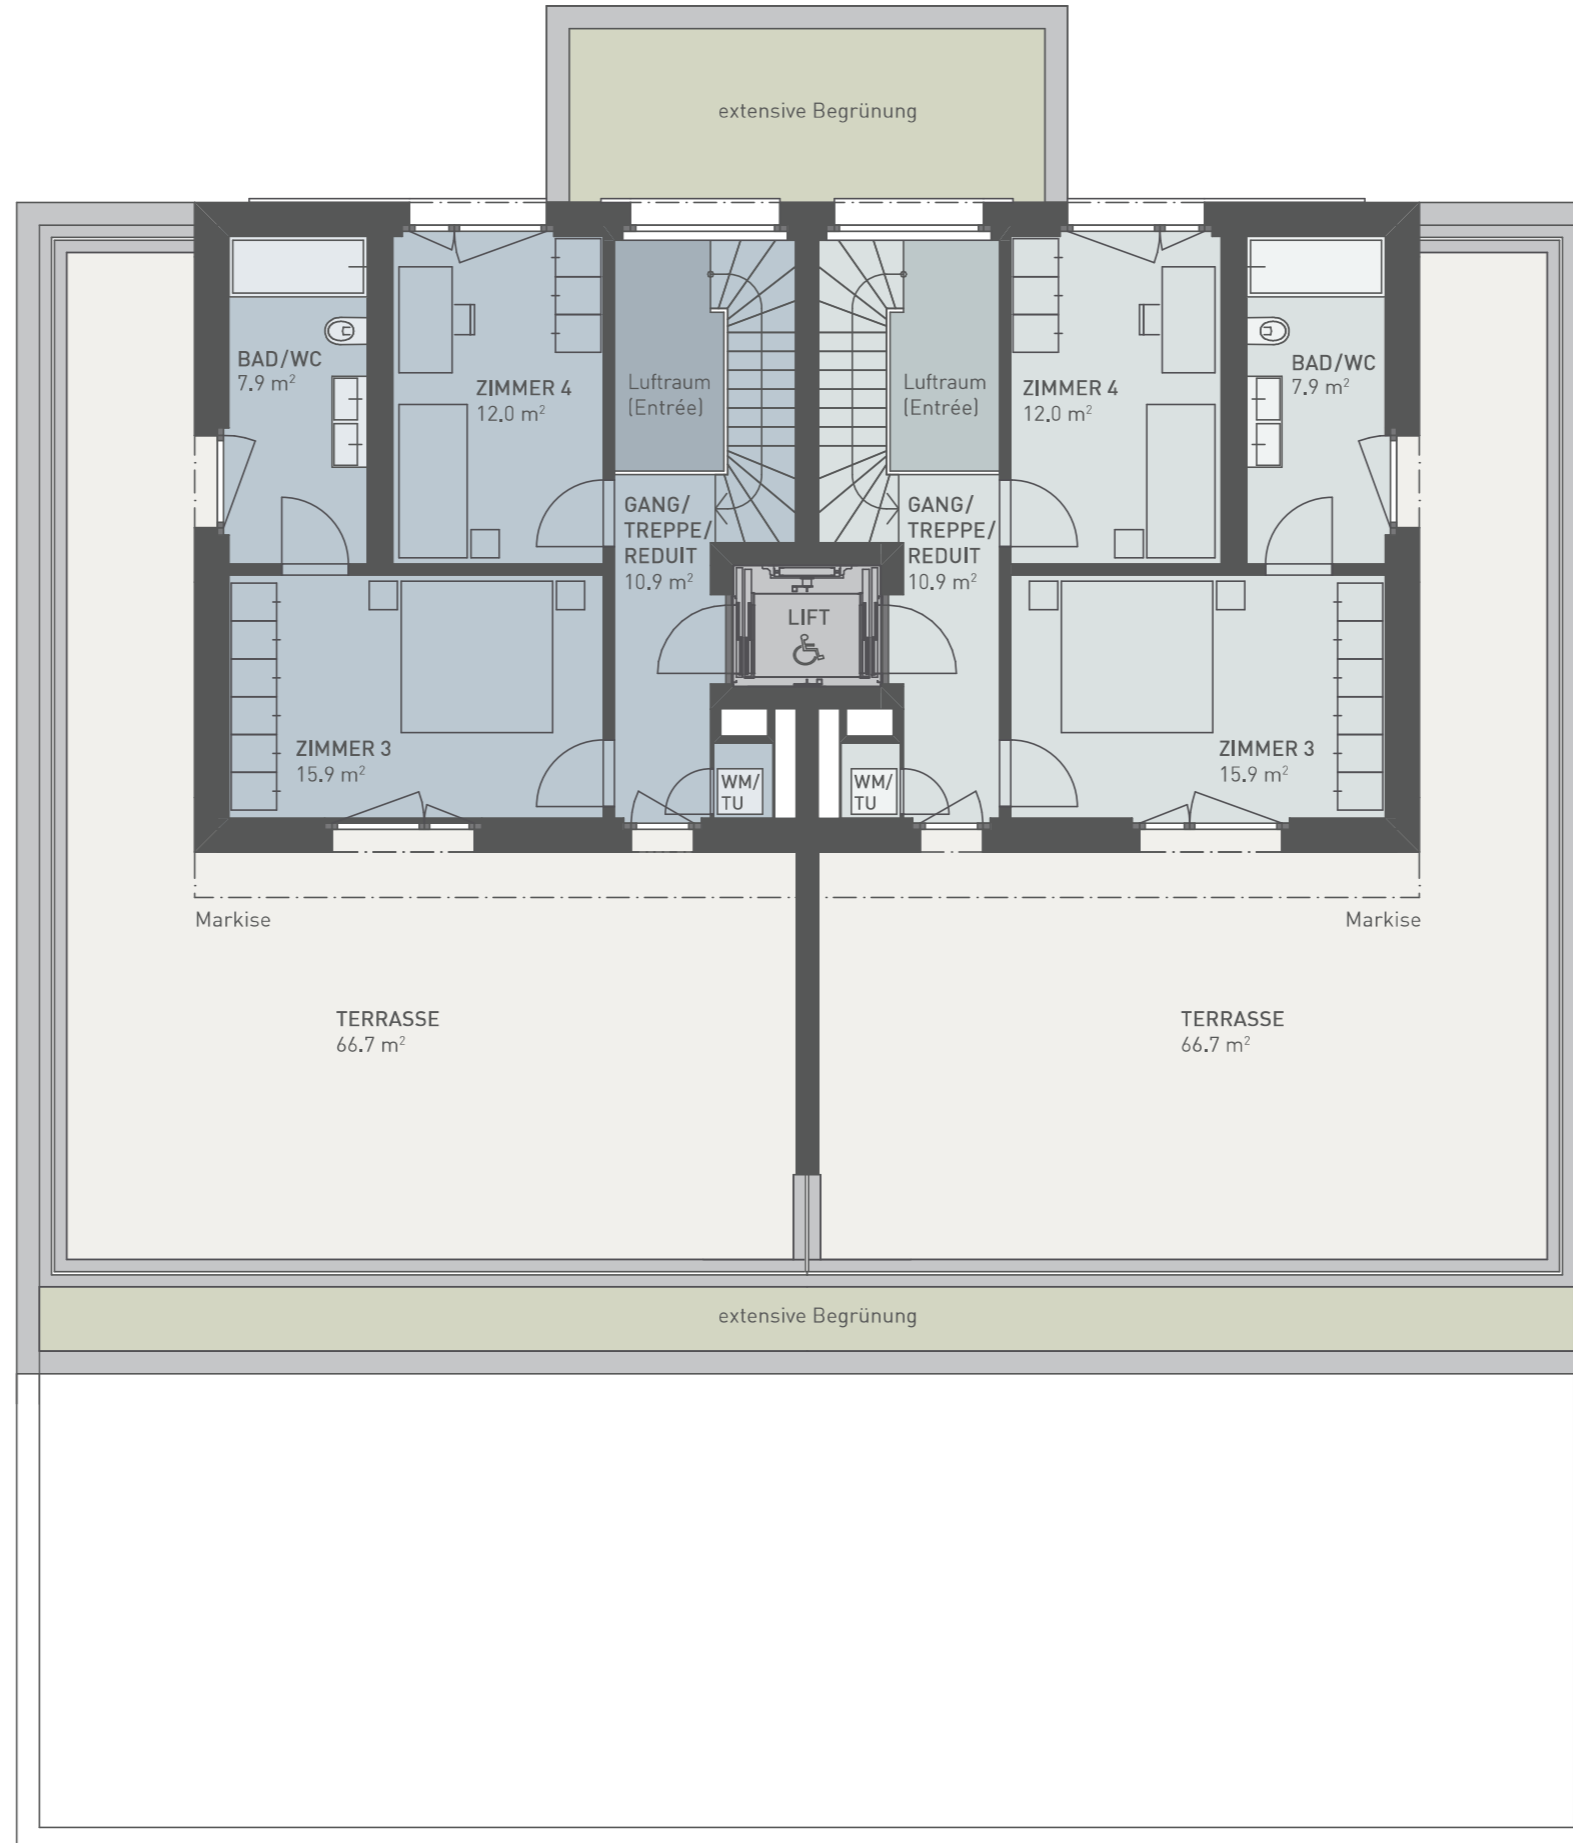 extensive Begrünung
BAD/WC
7.9 m²
ZIMMER 4
12.0 m²
Luftraum
(Entrée)
Luftraum
(Entrée)
ZIMMER 4
12.0 m²
BAD/WC
7.9 m²
GANG/
TREPPE/
REDUIT
10.9 m²
GANG/
TREPPE/
REDUIT
10.9 m²
LIFT
ZIMMER 3
15.9 m²
WM/
TU
WM/
TU
ZIMMER 3
15.9 m²
Markise
Markise
TERRASSE
66.7 m²
TERRASSE
66.7 m²
extensive Begrünung